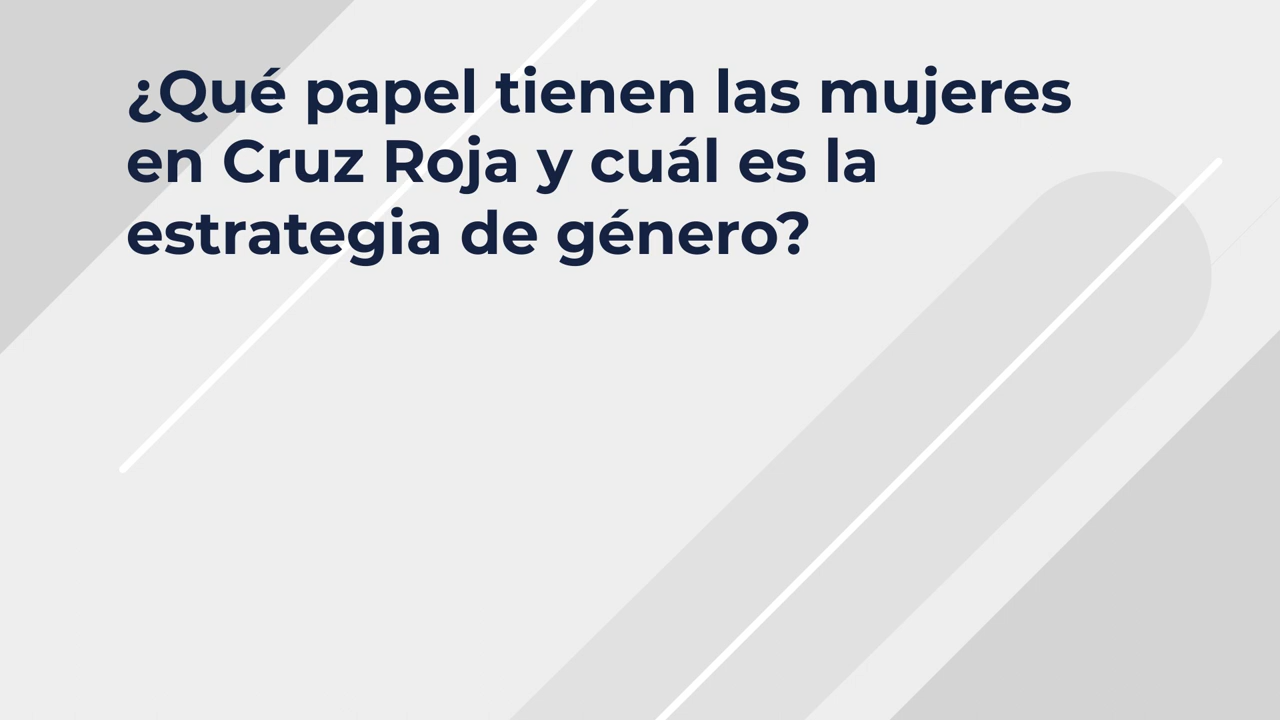 ¿Qué papel tienen las mujeres
en Cruz Roja y cuál es la
estrategia de género?